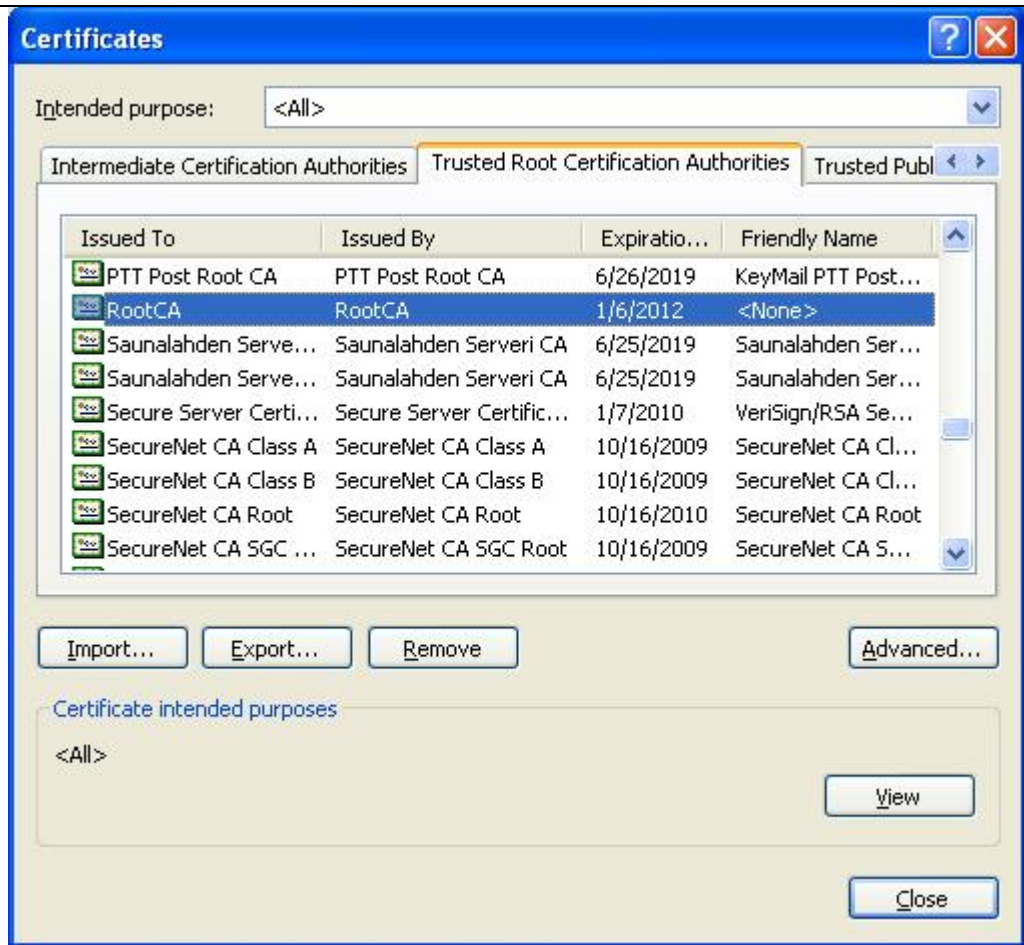 Certificates
Intended purpose: <All>
Intermediate Certification Authorities Trusted Root Certification Authorities Trusted Publ
Issued To Issued By Expiratio... Friendly Name
PTT Post Root CA PTT Post Root CA 6/26/2019 KeyMail PTT Post...
RootCA RootCA 1/6/2012 <None>
Saunalahden Serve... Saunalahden Serveri CA 6/25/2019 Saunalahden Ser...
Saunalahden Serve... Saunalahden Serveri CA 6/25/2019 Saunalahden Ser...
Secure Server Certi... Secure Server Certific... 1/7/2010 VeriSign/RSA Se...
SecureNet CA Class A SecureNet CA Class A 10/16/2009 SecureNet CA Cl...
SecureNet CA Class B SecureNet CA Class B 10/16/2009 SecureNet CA Cl...
SecureNet CA Root SecureNet CA Root 10/16/2010 SecureNet CA Root
SecureNet CA SGC ... SecureNet CA SGC Root 10/16/2009 SecureNet CA S...
Import... Export... Remove Advanced...
Certificate intended purposes
<All>
View
Close